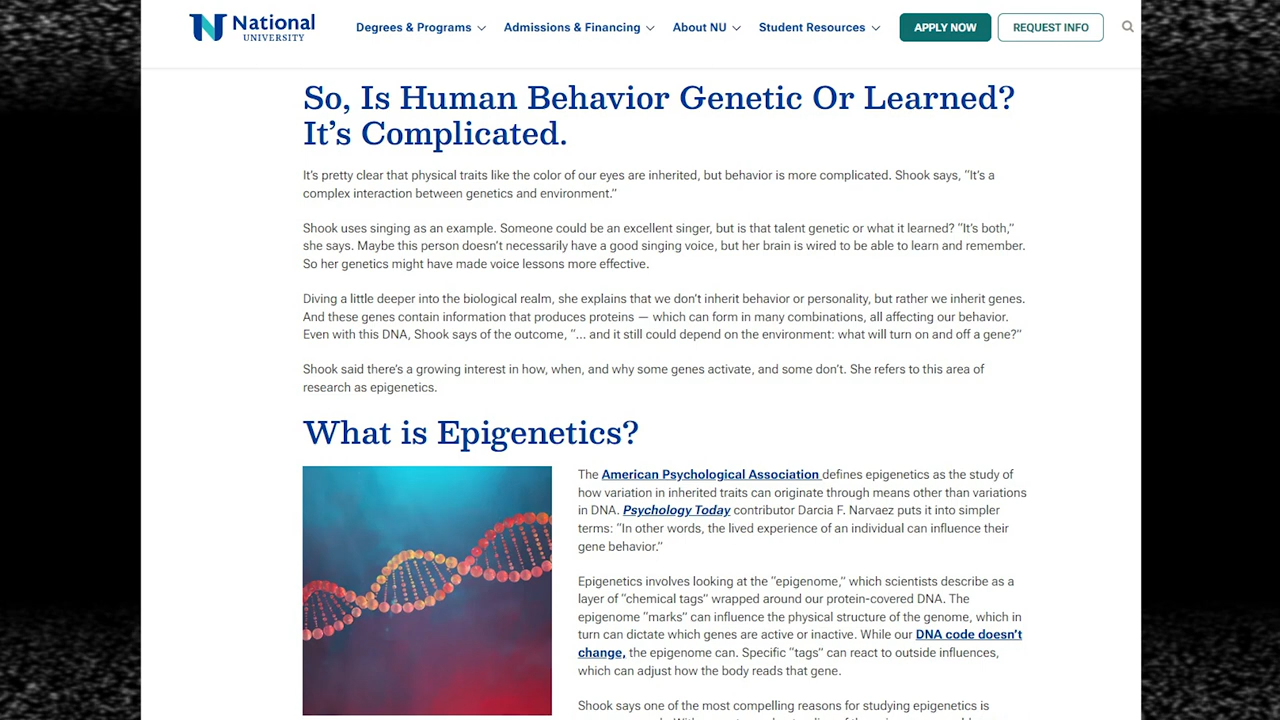 National
UNIVERSITY
Degrees & Programs
Admissions & Financing
About NU
Student Resources
APPLY NOW
REQUEST INFO
So, Is Human Behavior Genetic Or Learned?
It’s Complicated.
It’s pretty clear that physical traits like the color of our eyes are inherited, but behavior is more complicated. Shook says, “It’s a
complex interaction between genetics and environment.”
Shook uses singing as an example. Someone could be an excellent singer, but is that talent genetic or what it learned? “It’s both,”
she says. Maybe this person doesn’t necessarily have a good singing voice, but her brain is wired to be able to learn and remember.
So her genetics might have made voice lessons more effective.
Diving a little deeper into the biological realm, she explains that we don’t inherit behavior or personality, but rather we inherit genes.
And these genes contain information that produces proteins — which can form in many combinations, all affecting our behavior.
Even with this DNA, Shook says of the outcome, “… and it still could depend on the environment: what will turn on and off a gene?”
Shook said there’s a growing interest in how, when, and why some genes activate, and some don’t. She refers to this area of
research as epigenetics.
What is Epigenetics?
The American Psychological Association defines epigenetics as the study of
how variation in inherited traits can originate through means other than variations
in DNA. Psychology Today contributor Darcia F. Narvaez puts it into simpler
terms: “In other words, the lived experience of an individual can influence their
gene behavior.”
Epigenetics involves looking at the “epigenome,” which scientists describe as a
layer of “chemical tags” wrapped around our protein-covered DNA. The
epigenome “marks” can influence the physical structure of the genome, which in
turn can dictate which genes are active or inactive. While our DNA code doesn’t
change, the epigenome can. Specific “tags” can react to outside influences,
which can adjust how the body reads that gene.
Shook says one of the most compelling reasons for studying epigenetics is